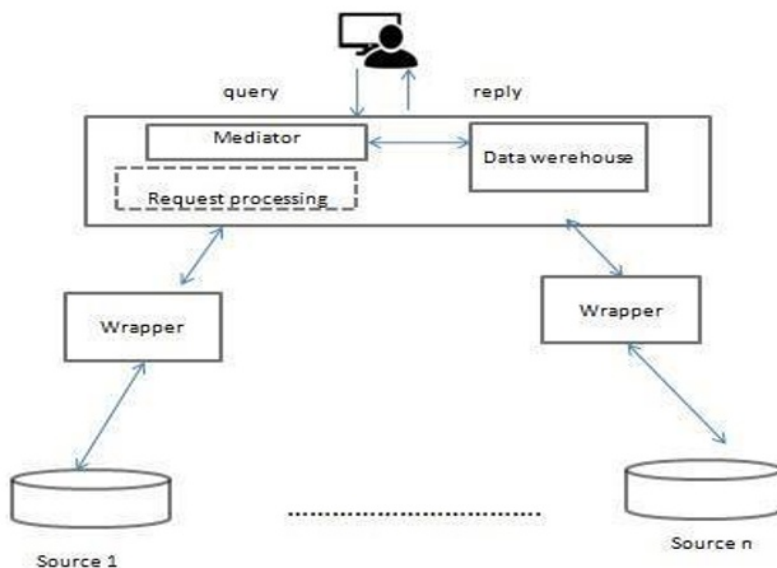 query
reply
Mediator
Data werehouse
Request processing
Wrapper
Wrapper
Source 1
Source n